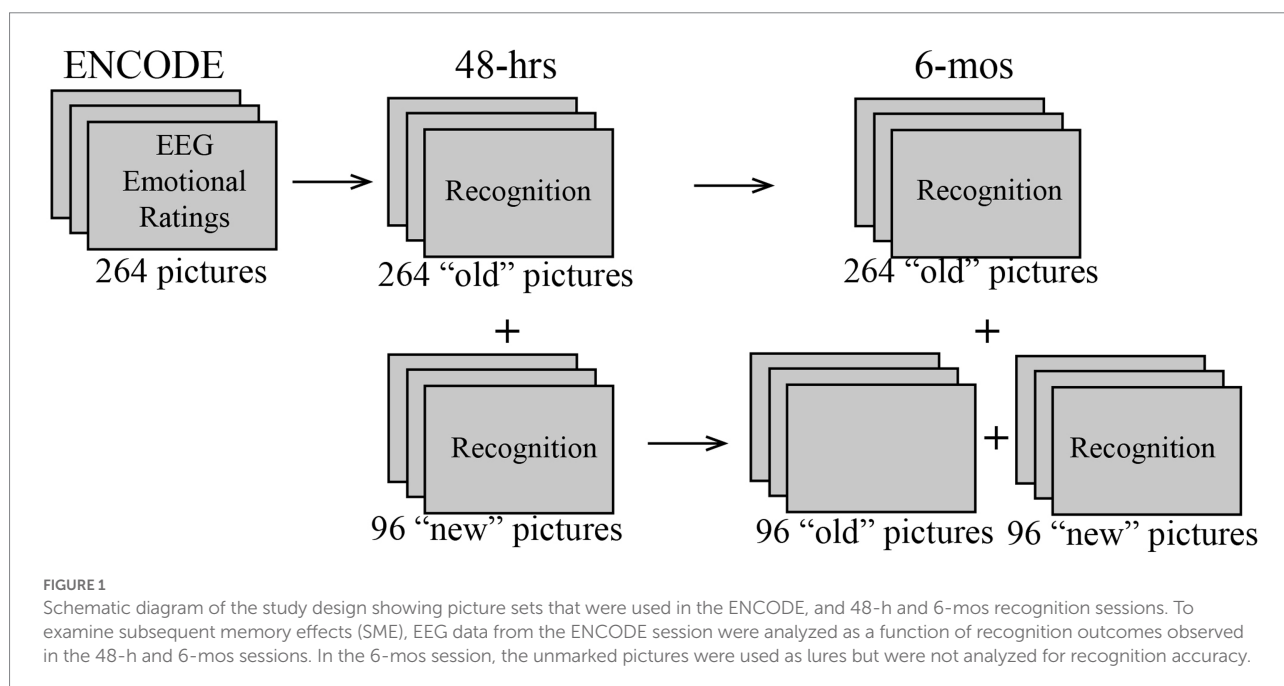 ENCODE
48-hrs
6-mos
EEG
Emotional
Ratings
Recognition
Recognition
264 pictures
264 “old” pictures
264 “old” pictures
+
+
Recognition
+
Recognition
96 “new” pictures
96 “old” pictures
96 “new” pictures
FIGURE 1
Schematic diagram of the study design showing picture sets that were used in the ENCODE, and 48-h and 6-mos recognition sessions. To
examine subsequent memory effects (SME), EEG data from the ENCODE session were analyzed as a function of recognition outcomes observed
in the 48-h and 6-mos sessions. In the 6-mos session, the unmarked pictures were used as lures but were not analyzed for recognition accuracy.